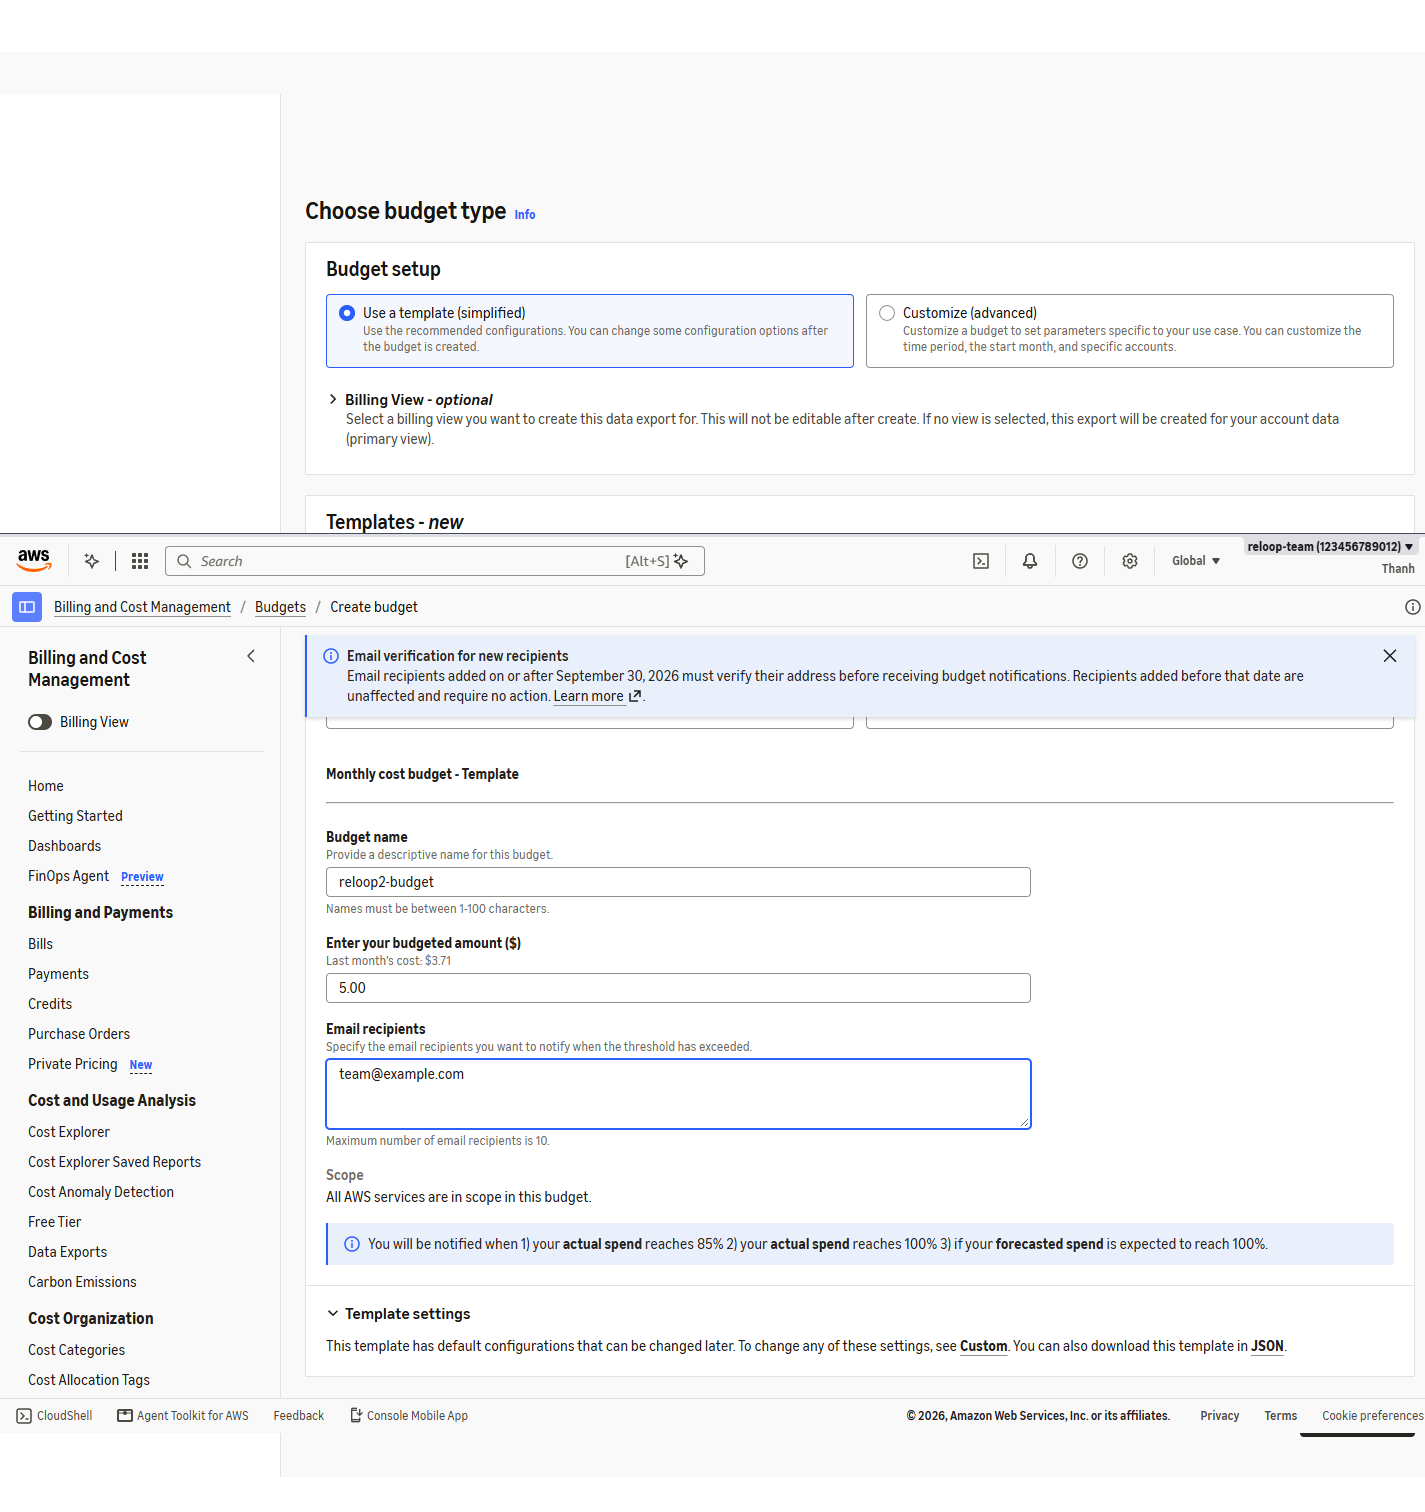 Choose budget type Info
Budget setup
Use a template (simplified)
Use the recommended configurations. You can change some configuration options after
the budget is created.
Customize (advanced)
Customize a budget to set parameters specific to your use case. You can customize the
time period, the start month, and specific accounts.
Billing View - optional
Select a billing view you want to create this data export for. This will not be editable after create. If no view is selected, this export will be created for your account data
(primary view).
Templates - new
aws
Search [Alt+S]
Global
reloop-team (123456789012)
Thanh
Billing and Cost Management / Budgets / Create budget
Billing and Cost
Management
Billing View
Home
Getting Started
Dashboards
FinOps Agent Preview
Billing and Payments
Bills
Payments
Credits
Purchase Orders
Private Pricing New
Cost and Usage Analysis
Cost Explorer
Cost Explorer Saved Reports
Cost Anomaly Detection
Free Tier
Data Exports
Carbon Emissions
Cost Organization
Cost Categories
Cost Allocation Tags
Email verification for new recipients
Email recipients added on or after September 30, 2026 must verify their address before receiving budget notifications. Recipients added before that date are
unaffected and require no action. Learn more.
Monthly cost budget - Template
Budget name
Provide a descriptive name for this budget.
reloop2-budget
Names must be between 1-100 characters.
Enter your budgeted amount ($)
Last month's cost: $3.71
5.00
Email recipients
Specify the email recipients you want to notify when the threshold has exceeded.
team@example.com
Maximum number of email recipients is 10.
Scope
All AWS services are in scope in this budget.
You will be notified when 1) your actual spend reaches 85% 2) your actual spend reaches 100% 3) if your forecasted spend is expected to reach 100%.
Template settings
This template has default configurations that can be changed later. To change any of these settings, see Custom. You can also download this template in JSON.
CloudShell Agent Toolkit for AWS Feedback Console Mobile App
© 2026, Amazon Web Services, Inc. or its affiliates. Privacy Terms Cookie preferences